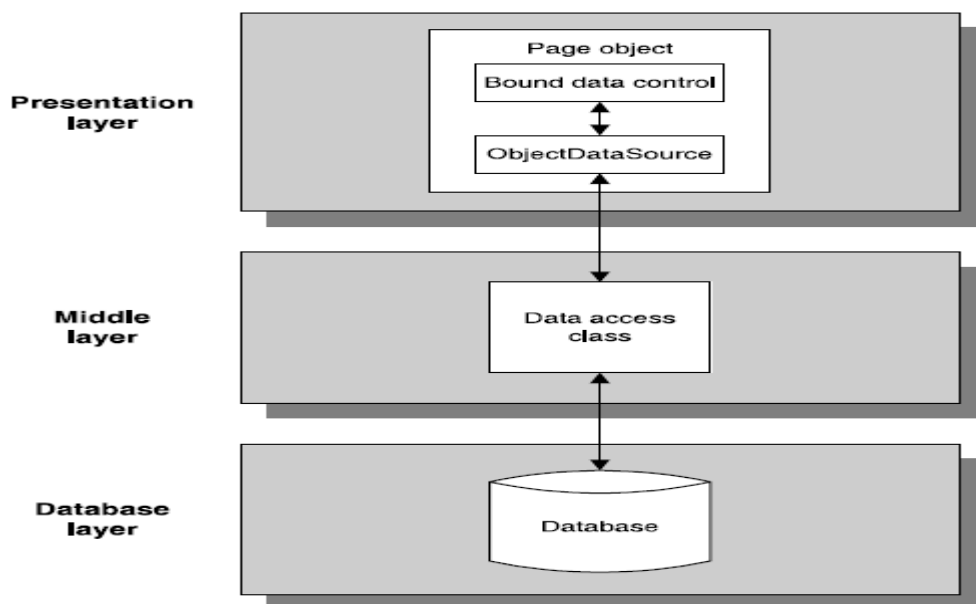 Presentation
layer
Page object
Bound data control
ObjectDataSource
Middle
layer
Data access
class
Database
layer
Database